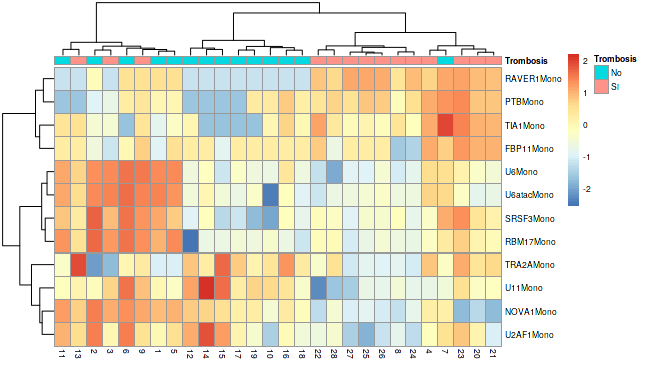 Trombosis
RAVER1Mono
PTBMono
TIA1Mono
FBP11Mono
U6Mono
U6atacMono
SRSF3Mono
RBM17Mono
TRA2AMono
U11Mono
NOVA1Mono
U2AF1Mono
11 13 2 3 6 9 1 5 12 14 15 17 19 10 16 18 22 28 27 25 26 8 24 4 7 23 20 21
2
1
0
-1
-2
Trombosis
No
SI